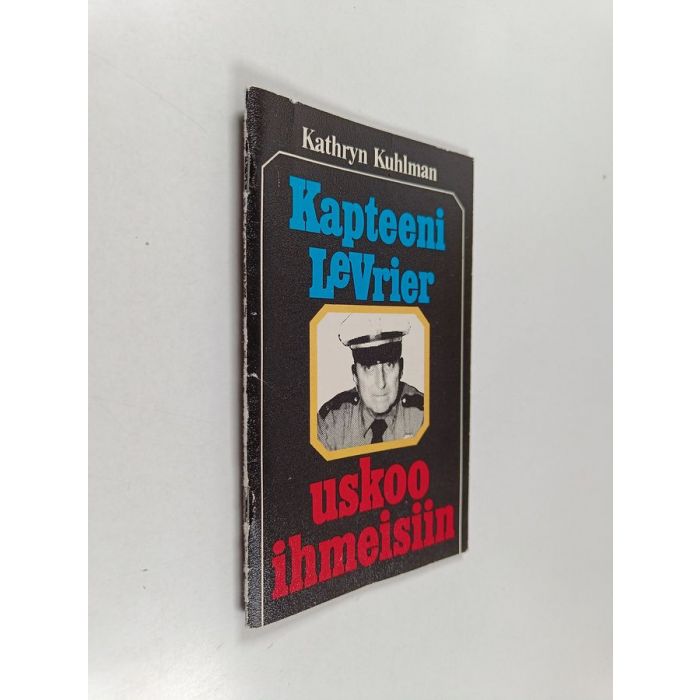 Kathryn Kuhlman
Kapteeni
LeVrier
uskoo
ihmeisiin